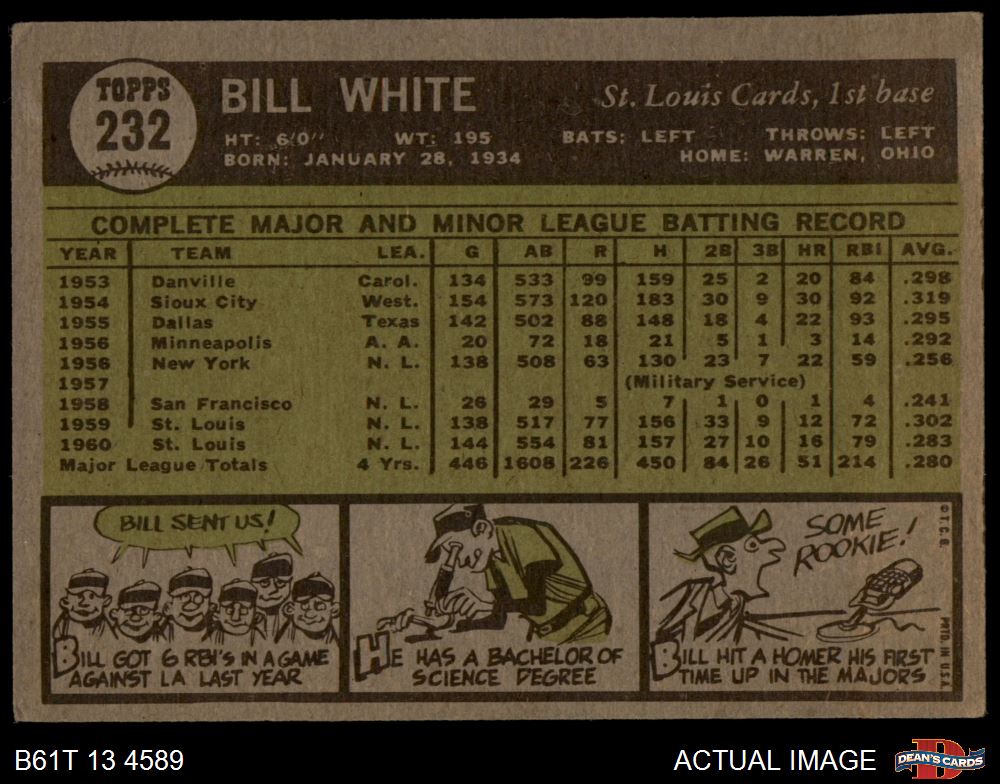 TOPPS
232
BILL WHITE St. Louis Cards, 1st base
HT: 6'0" WT: 195 BATS: LEFT THROWS: LEFT
BORN: JANUARY 28, 1934 HOME: WARREN, OHIO
COMPLETE MAJOR AND MINOR LEAGUE BATTING RECORD
YEAR TEAM LEA. G AB R H 2B 3B HR RBI AVG.
1953 Danville Carol. 134 533 99 159 25 2 20 84 .298
1954 Sioux City West. 154 573 120 183 30 9 30 92 .319
1955 Dallas Texas 142 502 88 148 18 4 22 93 .295
1956 Minneapolis A. A. 20 72 18 21 5 1 3 14 .292
1956 New York N. L. 138 508 63 130 23 7 22 59 .256
1957 (Military Service)
1958 San Francisco N. L. 26 29 5 7 1 0 1 4 .241
1959 St. Louis N. L. 138 517 77 156 33 9 12 72 .302
1960 St. Louis N. L. 144 554 81 157 27 10 16 79 .283
Major League Totals 4 Yrs. 446 1608 226 450 84 26 51 214 .280
BILL SENT US!
BILL GOT 6 RBI'S IN A GAME
AGAINST LA LAST YEAR
HE HAS A BACHELOR OF
SCIENCE DEGREE
SOME
ROOKIE!
BILL HIT A HOMER HIS FIRST
TIME UP IN THE MAJORS
© T. C. G.
PRTD. IN U.S.A.
B61T 13 4589 ACTUAL IMAGE
DEAN'S CARDS